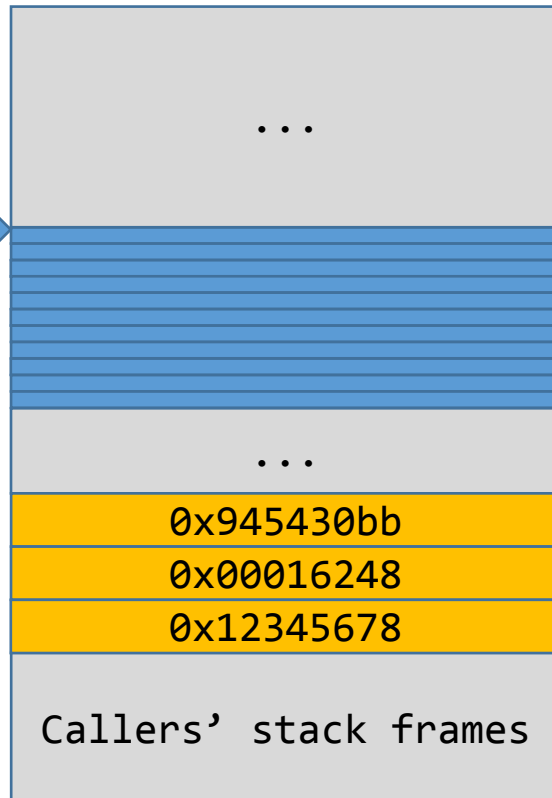 ...
...
0x945430bb
0x00016248
0x12345678
Callers’ stack frames